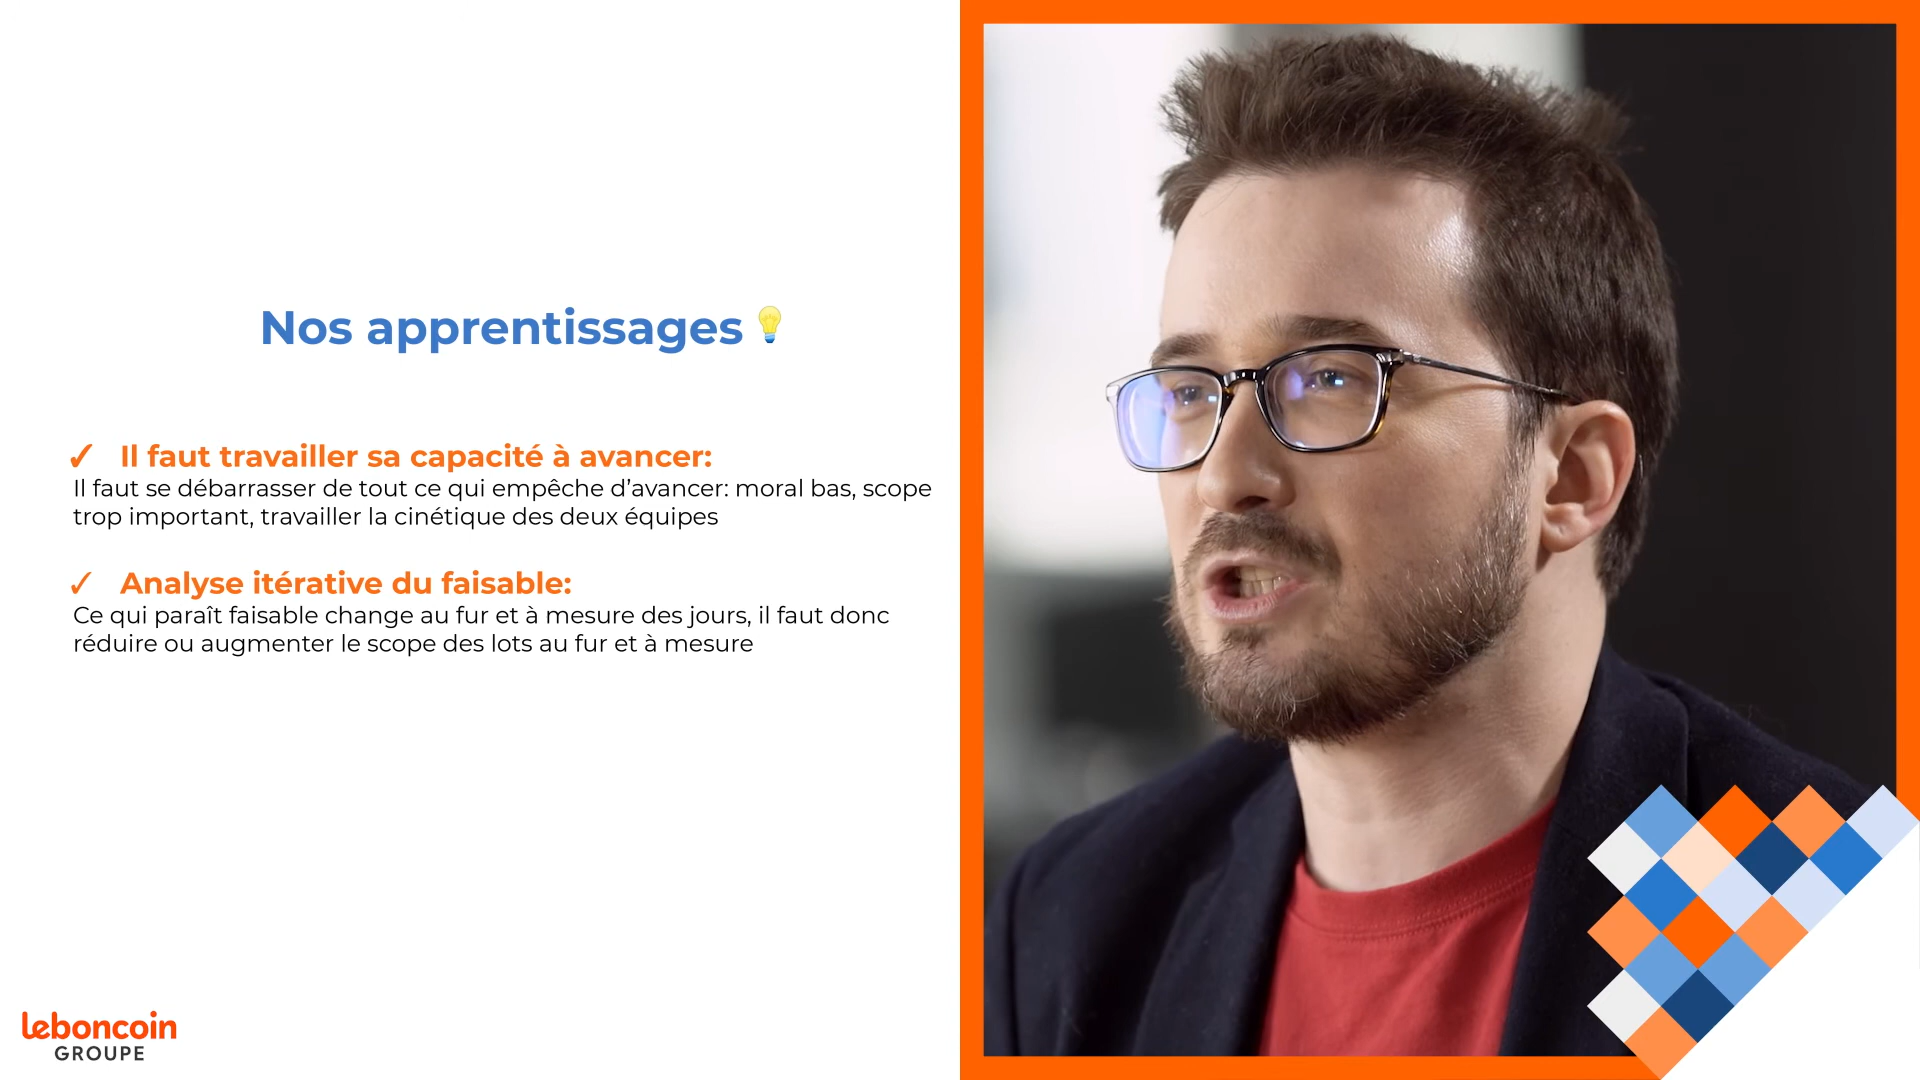 Nos apprentissages💡
✓ Il faut travailler sa capacité à avancer:
Il faut se débarrasser de tout ce qui empêche d’avancer: moral bas, scope
trop important, travailler la cinétique des deux équipes
✓ Analyse itérative du faisable:
Ce qui paraît faisable change au fur et à mesure des jours, il faut donc
réduire ou augmenter le scope des lots au fur et à mesure
leboncoin
GROUPE